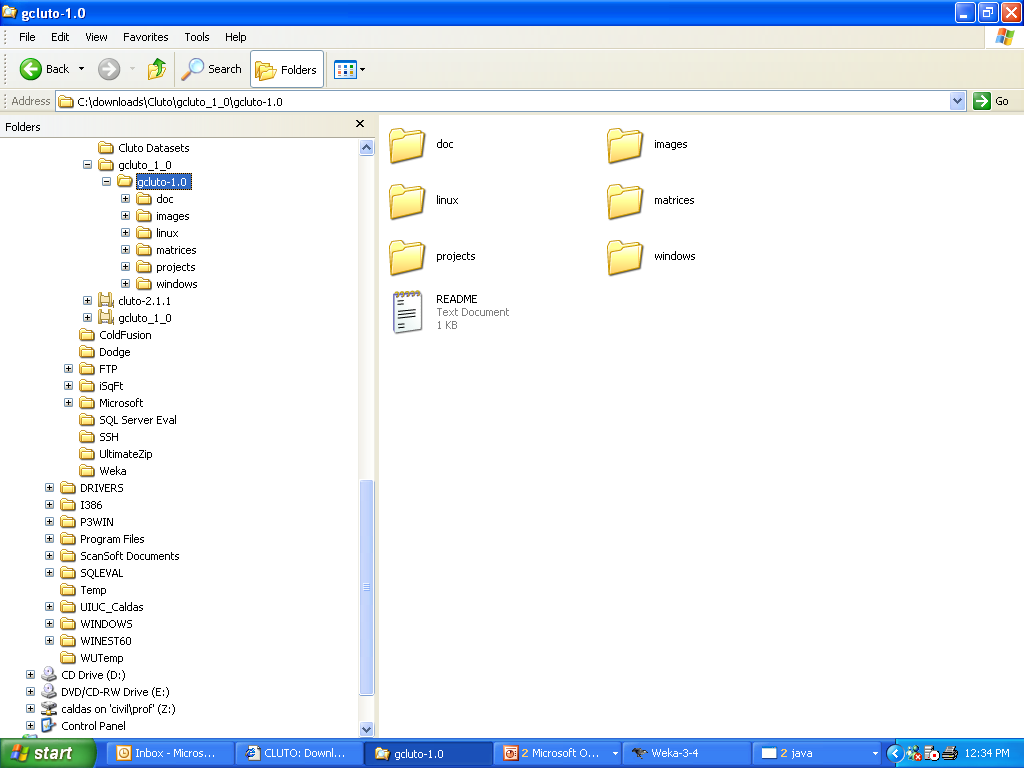 gcluto-1.0
File Edit View Favorites Tools Help
Back Search Folders
Address C:\downloads\Cluto\gcluto_1_0\gcluto-1.0 Go
Folders
Cluto Datasets
gcluto_1_0
gcluto-1.0
doc
images
linux
matrices
projects
windows
cluto-2.1.1
gcluto_1_0
ColdFusion
Dodge
FTP
iSqFt
Microsoft
SQL Server Eval
SSH
UltimateZip
Weka
DRIVERS
I386
P3WIN
Program Files
ScanSoft Documents
SQLEVAL
Temp
UIUC_Caldas
WINDOWS
WINEST60
WUTemp
CD Drive (D:)
DVD/CD-RW Drive (E:)
caldas on 'civil\prof' (Z:)
Control Panel
doc images
linux matrices
projects windows
README
Text Document
1 KB
start Inbox - Micros... CLUTO: Downl... gcluto-1.0 2 Microsoft O... Weka-3-4 2 java 12:34 PM